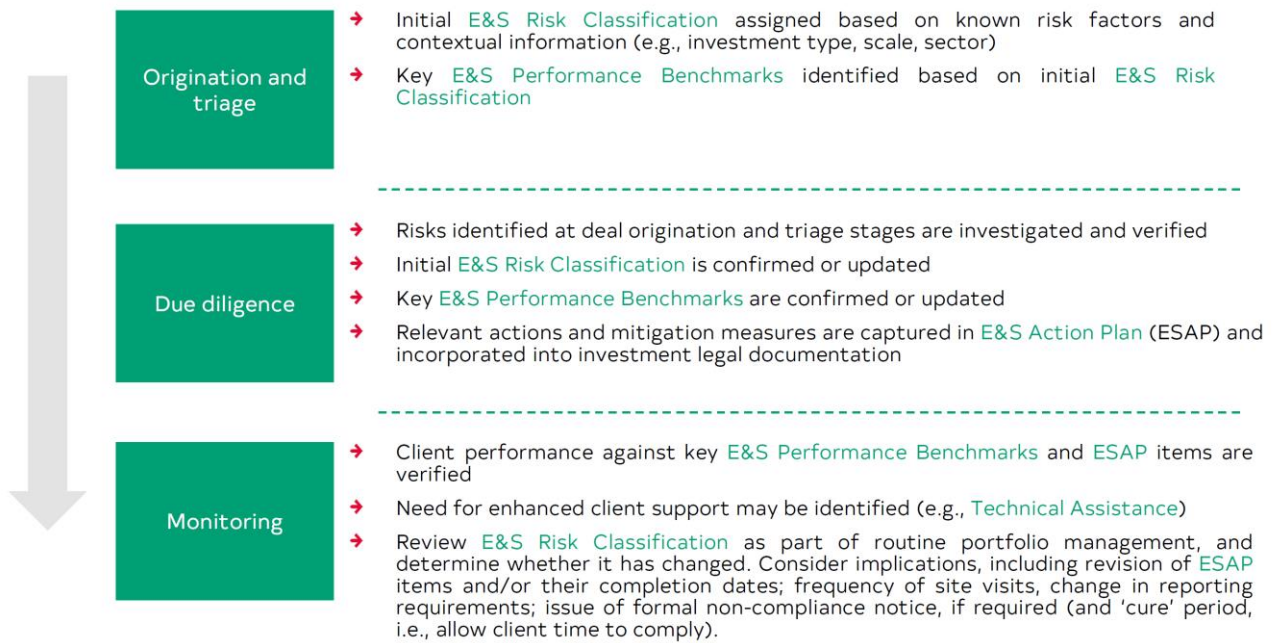 Origination and
triage
Initial E&S Risk Classification assigned based on known risk factors and
contextual information (e.g., investment type, scale, sector)
Key E&S Performance Benchmarks identified based on initial E&S Risk
Classification
Due diligence
Risks identified at deal origination and triage stages are investigated and verified
Initial E&S Risk Classification is confirmed or updated
Key E&S Performance Benchmarks are confirmed or updated
Relevant actions and mitigation measures are captured in E&S Action Plan (ESAP) and
incorporated into investment legal documentation
Monitoring
Client performance against key E&S Performance Benchmarks and ESAP items are
verified
Need for enhanced client support may be identified (e.g., Technical Assistance)
Review E&S Risk Classification as part of routine portfolio management, and
determine whether it has changed. Consider implications, including revision of ESAP
items and/or their completion dates; frequency of site visits, change in reporting
requirements; issue of formal non-compliance notice, if required (and ‘cure’ period,
i.e., allow client time to comply).